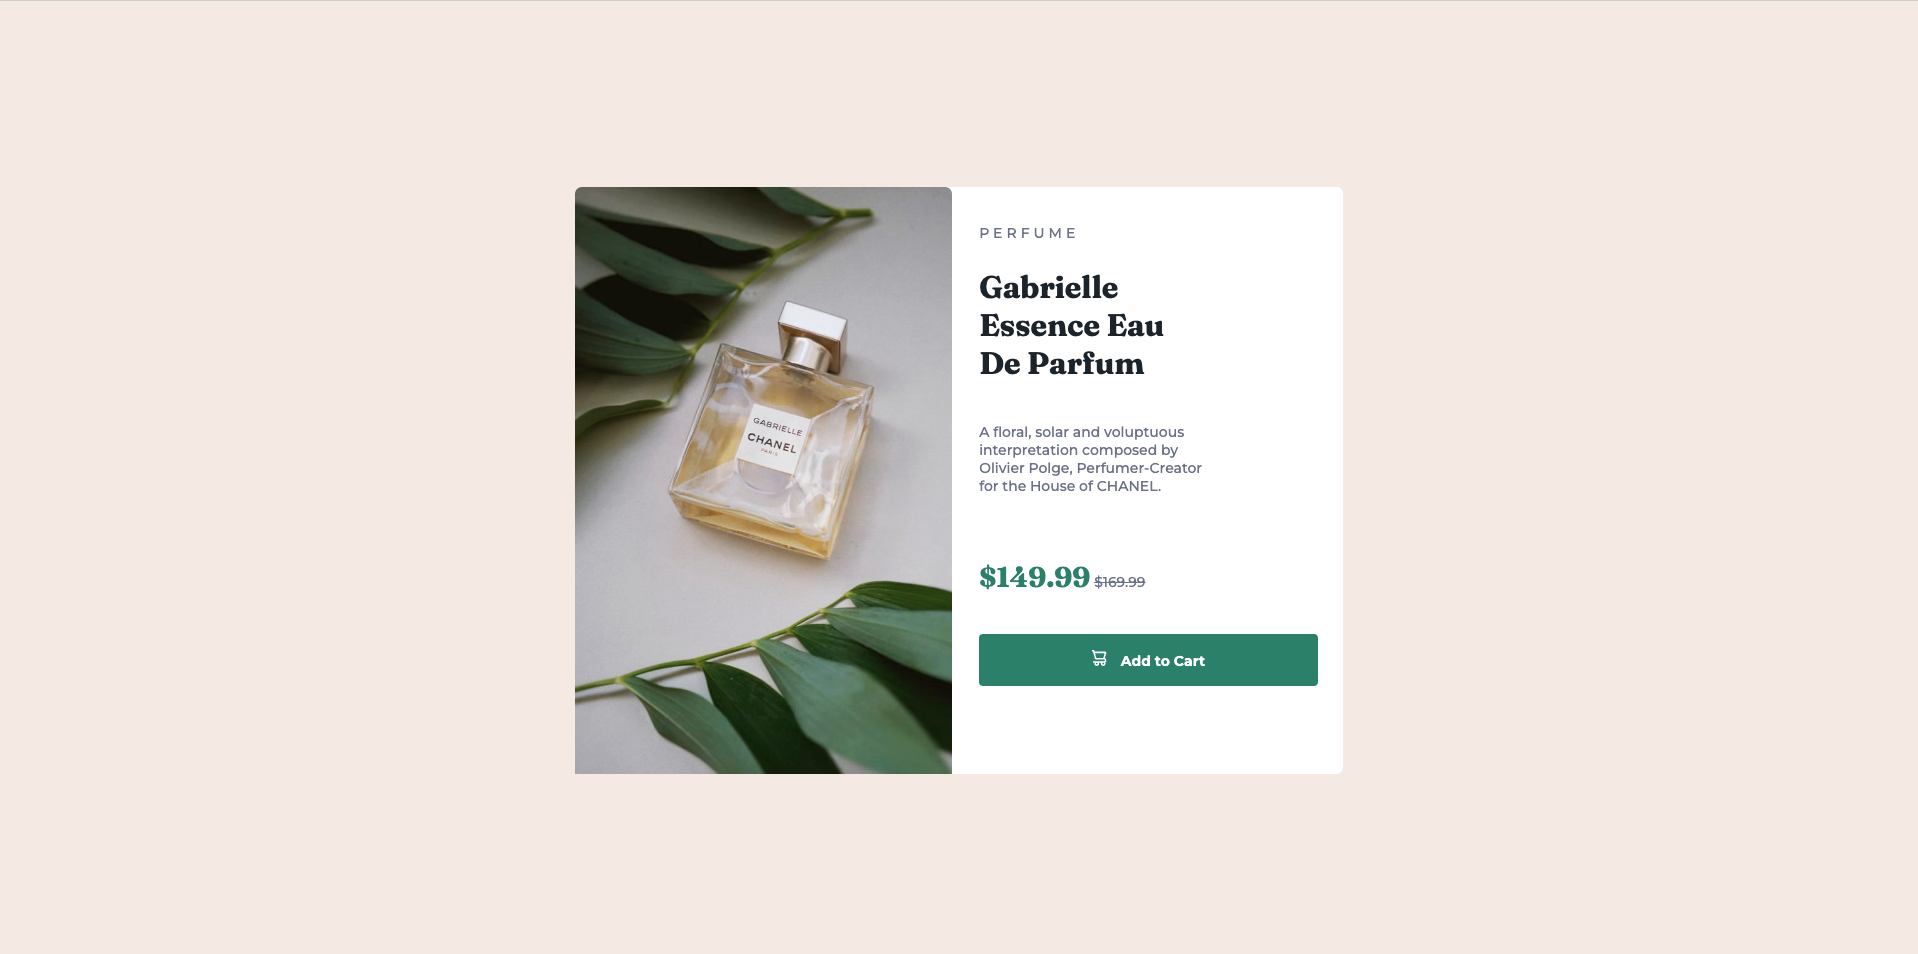 GABRIELLE
CHANEL
PARIS
PERFUME
Gabrielle
Essence Eau
De Parfum
A floral, solar and voluptuous
interpretation composed by
Olivier Polge, Perfumer-Creator
for the House of CHANEL.
$149.99 $169.99
Add to Cart